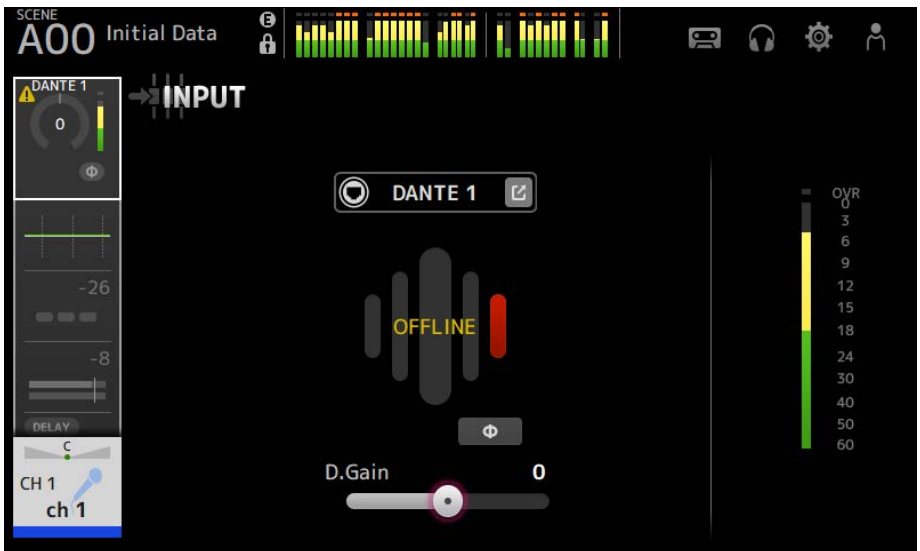 SCENE
A00 Initial Data
E
DANTE 1
0
Φ
-26
-8
DELAY
C
CH 1
ch 1
INPUT
DANTE 1
OFFLINE
Φ
D.Gain 0
OVR
0
3
6
9
12
15
18
24
30
40
50
60